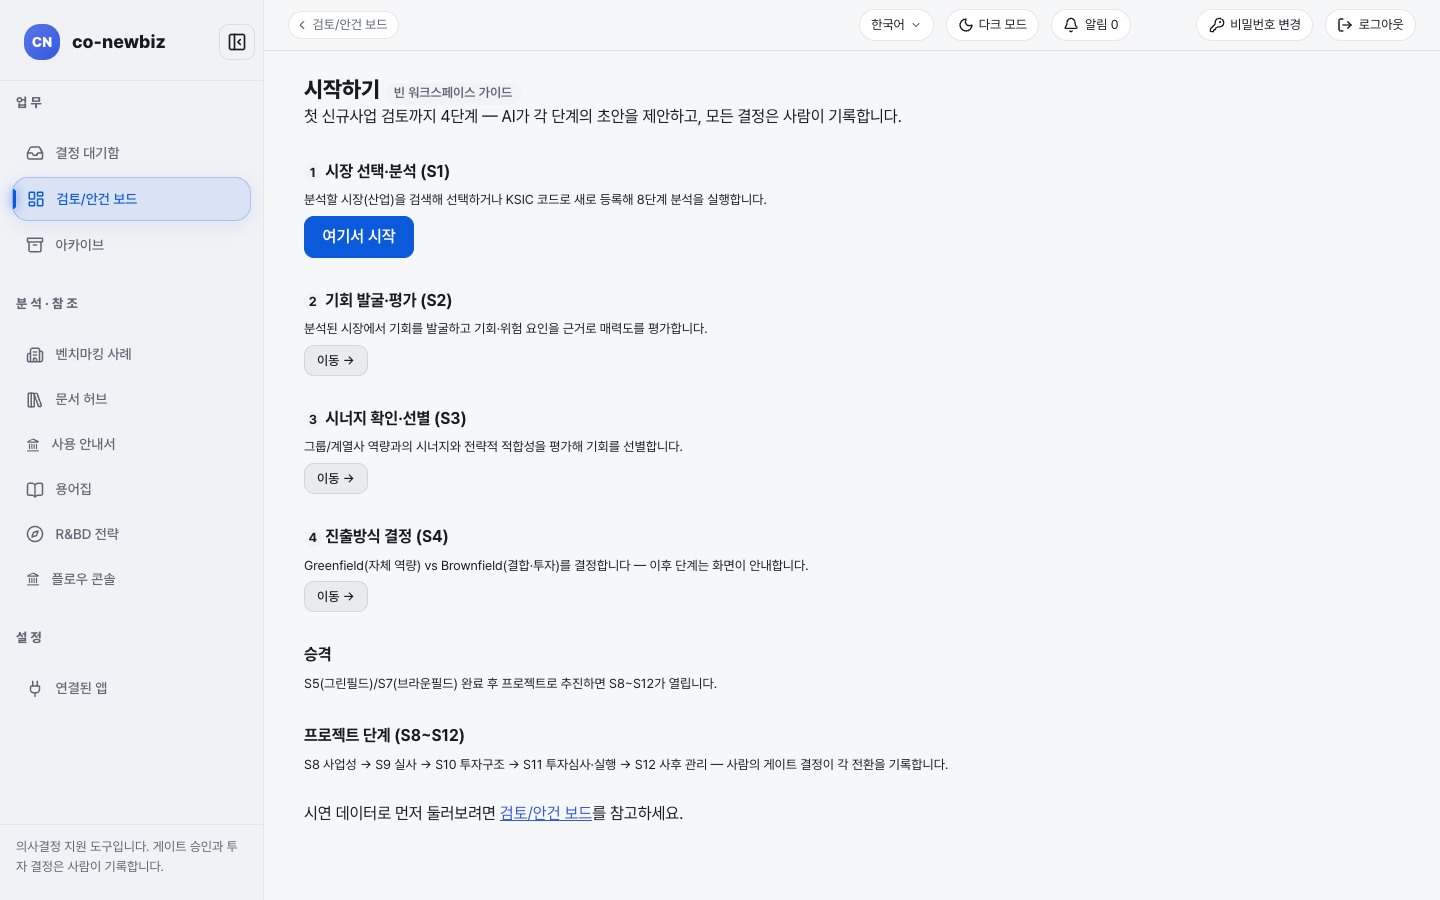 CN co-newbiz
검토/안건 보드
한국어
다크 모드
알림 0
비밀번호 변경
로그아웃
업무
결정 대기함
검토/안건 보드
아카이브
분석·참조
벤치마킹 사례
문서 허브
사용 안내서
용어집
R&BD 전략
플로우 콘솔
설정
연결된 앱
의사결정 지원 도구입니다. 게이트 승인과 투
자 결정은 사람이 기록합니다.
시작하기 빈 워크스페이스 가이드
첫 신규사업 검토까지 4단계 — AI가 각 단계의 초안을 제안하고, 모든 결정은 사람이 기록합니다.
1 시장 선택·분석 (S1)
분석할 시장(산업)을 검색해 선택하거나 KSIC 코드로 새로 등록해 8단계 분석을 실행합니다.
여기서 시작
2 기회 발굴·평가 (S2)
분석된 시장에서 기회를 발굴하고 기회·위험 요인을 근거로 매력도를 평가합니다.
이동 →
3 시너지 확인·선별 (S3)
그룹/계열사 역량과의 시너지와 전략적 적합성을 평가해 기회를 선별합니다.
이동 →
4 진출방식 결정 (S4)
Greenfield(자체 역량) vs Brownfield(결합·투자)를 결정합니다 — 이후 단계는 화면이 안내합니다.
이동 →
승격
S5(그린필드)/S7(브라운필드) 완료 후 프로젝트로 추진하면 S8~S12가 열립니다.
프로젝트 단계 (S8~S12)
S8 사업성 → S9 실사 → S10 투자구조 → S11 투자심사·실행 → S12 사후 관리 — 사람의 게이트 결정이 각 전환을 기록합니다.
시연 데이터로 먼저 둘러보려면 검토/안건 보드를 참고하세요.